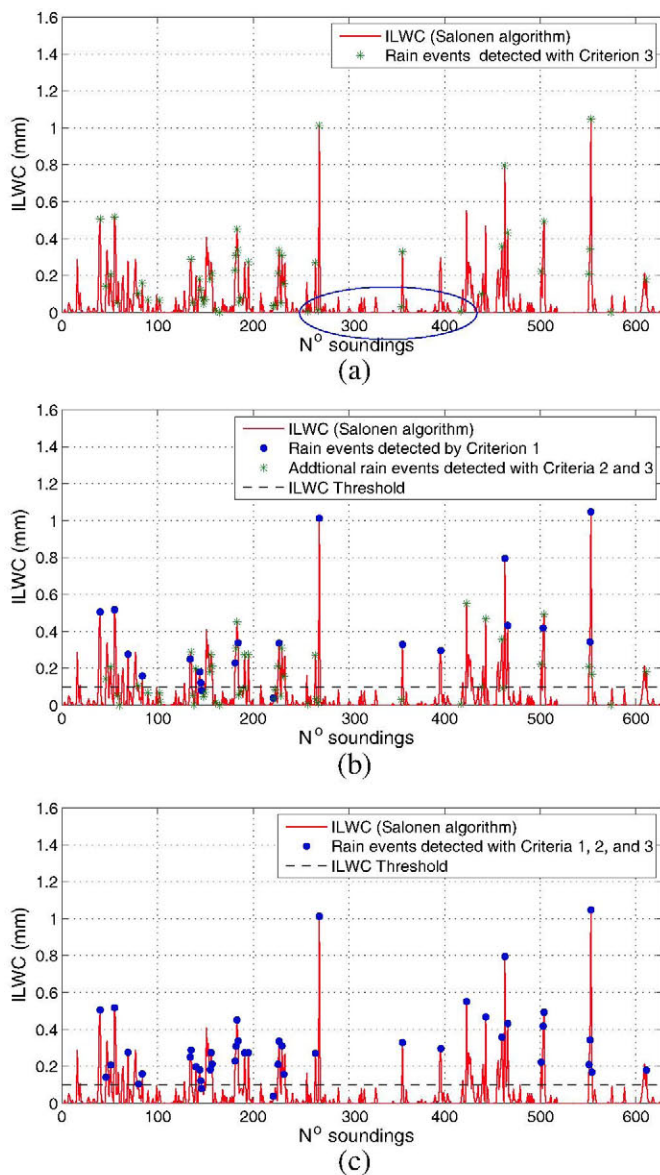 1.6
1.4
1.2
1
0.8
0.6
0.4
0.2
0
ILWC (mm)
ILWC (Salonen algorithm)
Rain events detected with Criterion 3
0 100 200 300 400 500 600
N° soundings
(a)
1.6
1.4
1.2
1
0.8
0.6
0.4
0.2
0
ILWC (mm)
ILWC (Salonen algorithm)
Rain events detected by Criterion 1
Addtional rain events detected with Criteria 2 and 3
ILWC Threshold
0 100 200 300 400 500 600
N° soundings
(b)
1.6
1.4
1.2
1
0.8
0.6
0.4
0.2
0
ILWC (mm)
ILWC (Salonen algorithm)
Rain events detected with Criteria 1, 2, and 3
ILWC Threshold
0 100 200 300 400 500 600
N° soundings
(c)